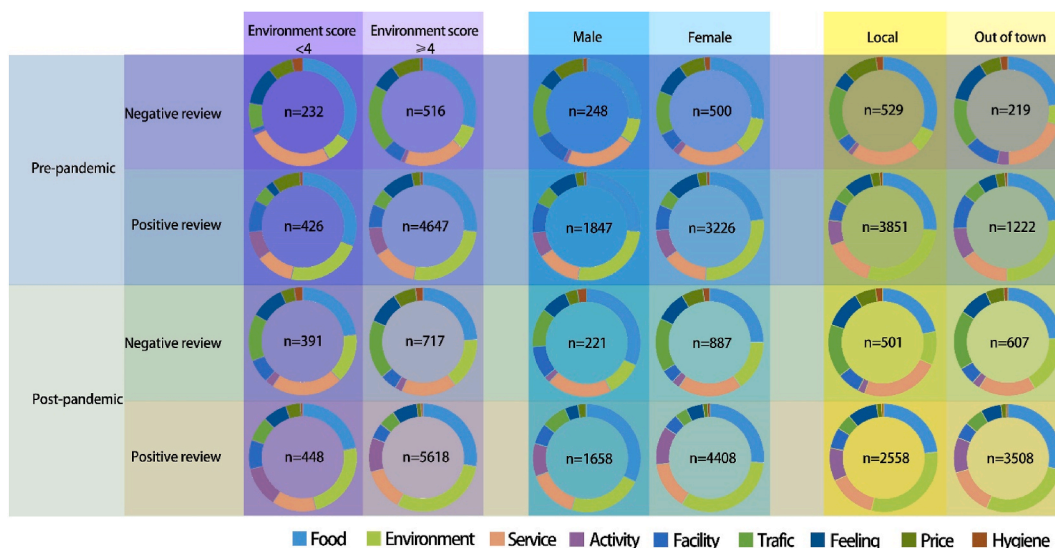 Environment score Environment score
<4 ≥4 Male Female Local Out of town
Negative review n=232 n=516 n=248 n=500 n=529 n=219
Pre-pandemic
Positive review n=426 n=4647 n=1847 n=3226 n=3851 n=1222
Negative review n=391 n=717 n=221 n=887 n=501 n=607
Post-pandemic
Positive review n=448 n=5618 n=1658 n=4408 n=2558 n=3508
Food Environment Service Activity Facility Trafic Feeling Price Hygiene